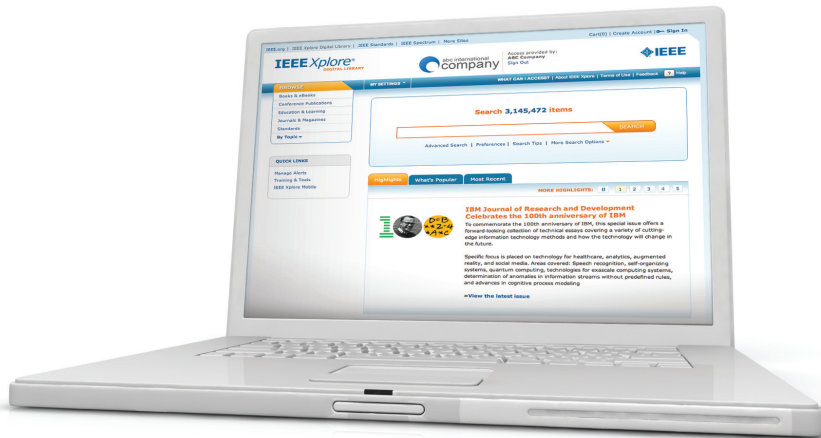 IEEE.org | IEEE Xplore Digital Library | IEEE Standards | IEEE Spectrum | More Sites
Cart(0) | Create Account | Sign In
IEEE Xplore®
DIGITAL LIBRARY
abc international
company
Access provided by:
ABC Company
Sign Out
IEEE
BROWSE
MY SETTINGS
WHAT CAN I ACCESS? | About IEEE Xplore | Terms of Use | Feedback ? Help
Books & eBooks
Conference Publications
Education & Learning
Journals & Magazines
Standards
By Topic
Search 3,145,472 items
SEARCH
Advanced Search | Preferences | Search Tips | More Search Options
QUICK LINKS
Manage Alerts
Training & Tools
IEEE Xplore Mobile
Highlights What's Popular Most Recent
MORE HIGHLIGHTS: 1 2 3 4 5
IBM Journal of Research and Development
Celebrates the 100th anniversary of IBM
To commemorate the 100th anniversary of IBM, this special issue offers a
forward-looking collection of technical essays covering a variety of cutting-
edge information technology methods and how the technology will change in
the future.
Specific focus is placed on technology for healthcare, analytics, augmented
reality, and social media. Areas covered: Speech recognition, self-organizing
systems, quantum computing, technologies for exascale computing systems,
determination of anomalies in information streams without predefined rules,
and advances in cognitive process modeling
»View the latest issue